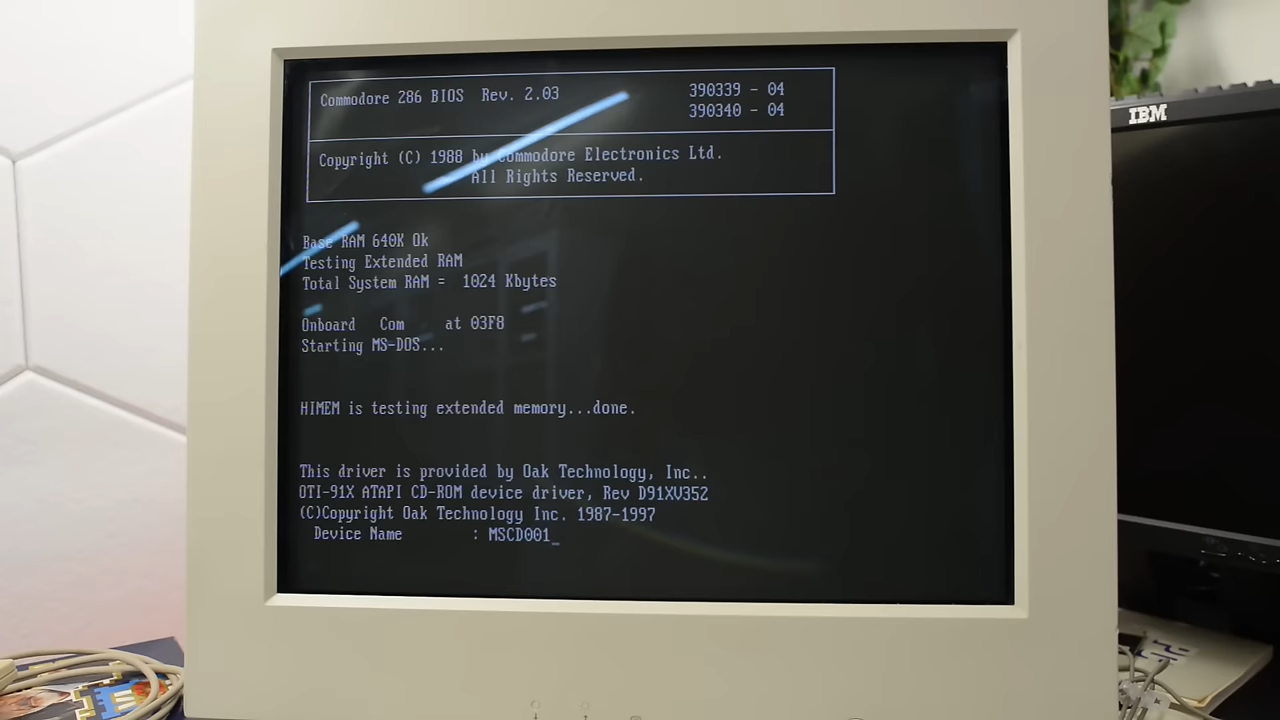 Commodore 286 BIOS Rev. 2.03 390339 - 04
390340 - 04
Copyright (C) 1988 by Commodore Electronics Ltd.
All Rights Reserved.
Base RAM 640K Ok
Testing Extended RAM
Total System RAM = 1024 Kbytes
Onboard Com at 03F8
Starting MS-DOS...
HIMEM is testing extended memory...done.
This driver is provided by Oak Technology, Inc..
OTI-91X ATAPI CD-ROM device driver, Rev D91XV352
(C)Copyright Oak Technology Inc. 1987-1997
Device Name : MSCD001_
IBM